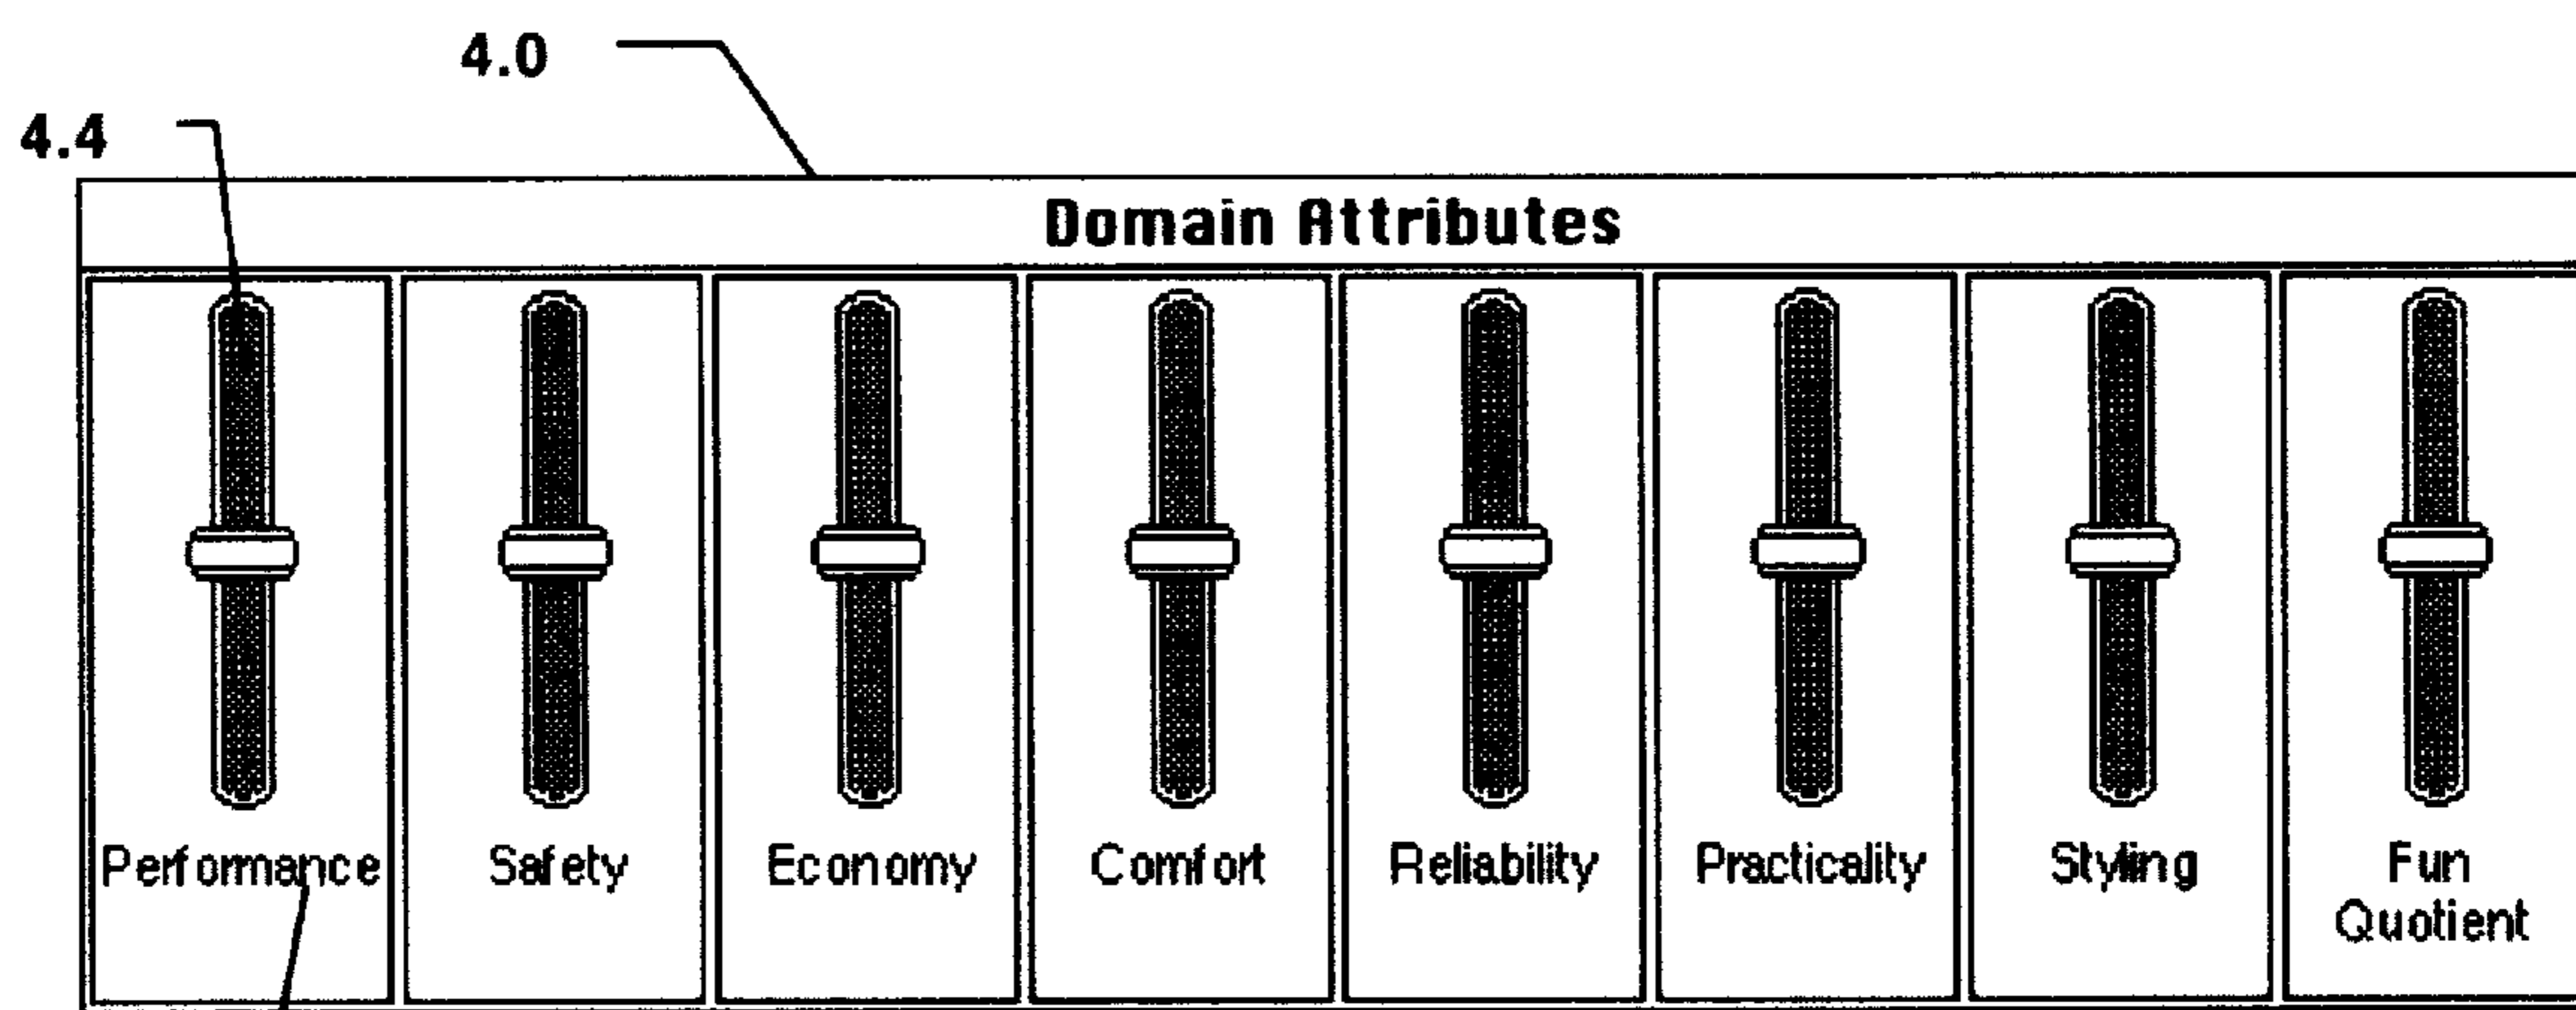 4.0
4.4
Domain Attributes
Performance
Safety
Economy
Comfort
Reliability
Practicality
Styling
Fun
Quotient